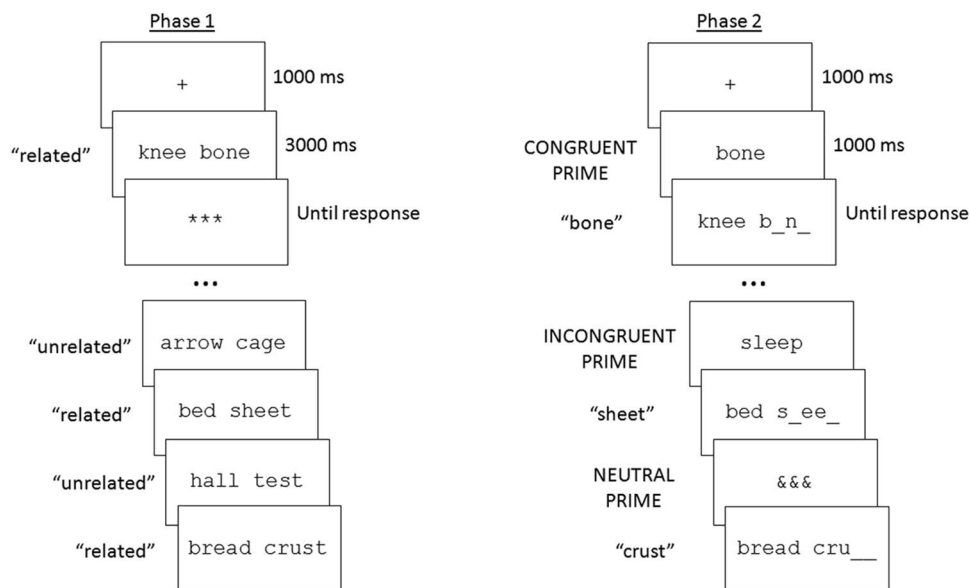 Phase 1
+
1000 ms
“related”
knee bone
3000 ms
***
Until response
...
“unrelated”
arrow cage
“related”
bed sheet
“unrelated”
hall test
“related”
bread crust
Phase 2
+
1000 ms
CONGRUENT
PRIME
bone
1000 ms
“bone”
knee b_n_
Until response
...
INCONGRUENT
PRIME
sleep
“sheet”
bed s_ee_
NEUTRAL
PRIME
&&&
“crust”
bread cru__